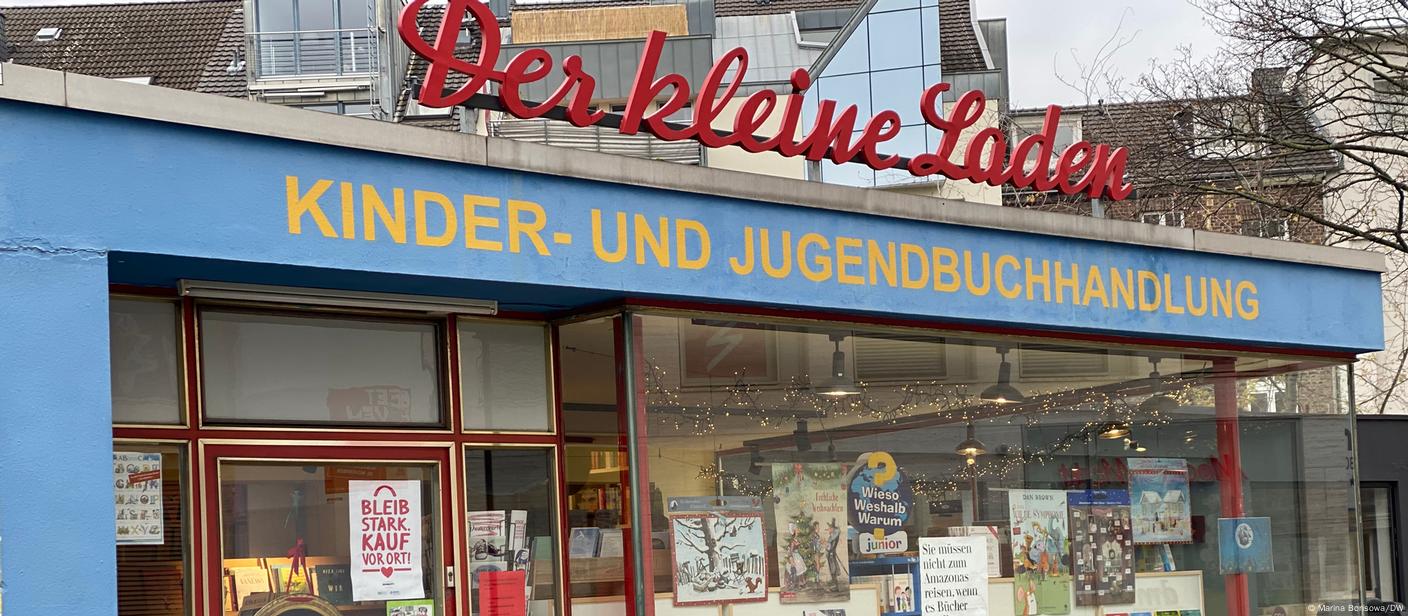 Der kleine Laden
KINDER- UND JUGENDBUCHHANDLUNG
BLEIB
STARK.
KAUF
VOR ORT!
Fröhliche
Weihnachten
?
Wieso
Weshalb
Warum
junior
DAN BROWN
Sie müssen
nicht zum
Amazonas
reisen, wenn
es Bücher
© Marina Borisowa/DW